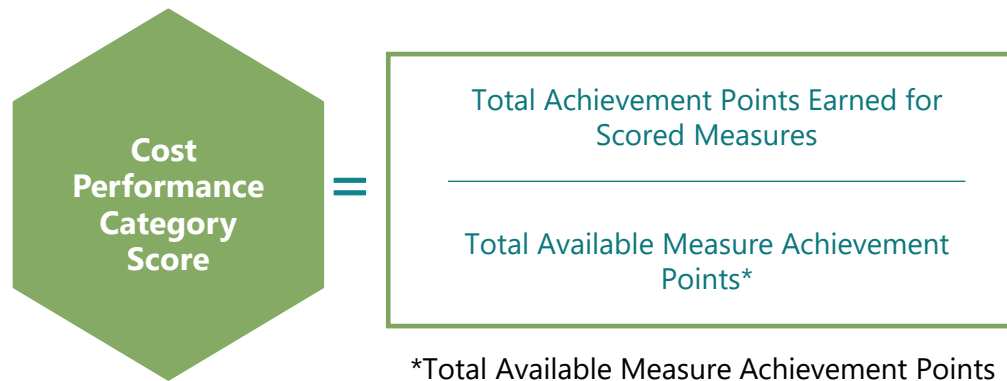 Cost
Performance
Category
Score
=
Total Achievement Points Earned for
Scored Measures
Total Available Measure Achievement
Points*
*Total Available Measure Achievement Points